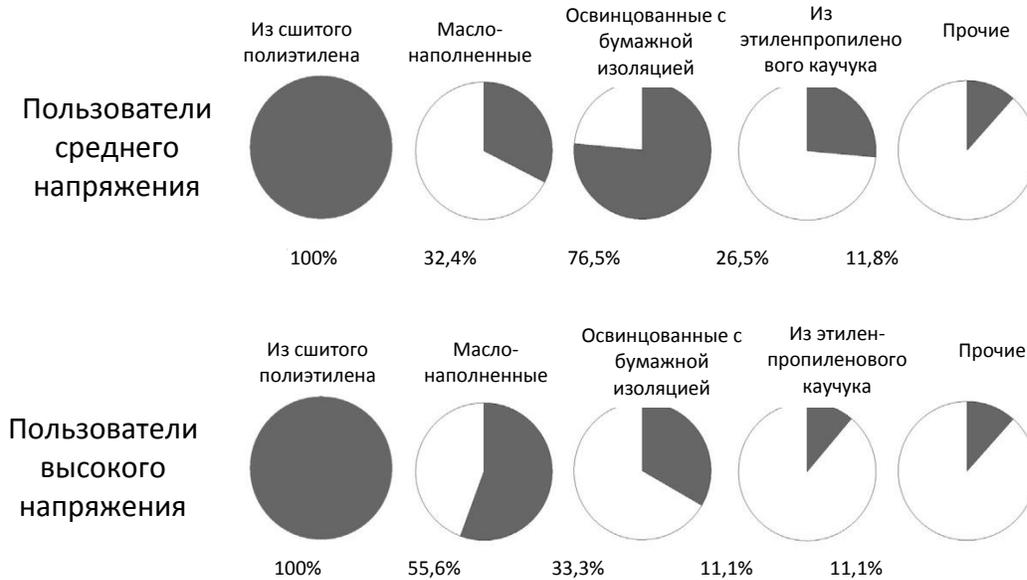 Из сшитого
полиэтилена
Масло-
наполненные
Освинцованные с
бумажной
изоляцией
Из
этиленпропилено
вого каучука
Прочие
Пользователи
среднего
напряжения
100%
32,4%
76,5%
26,5%
11,8%
Из сшитого
полиэтилена
Масло-
наполненные
Освинцованные с
бумажной
изоляцией
Из этилен-
пропиленового
каучука
Прочие
Пользователи
высокого
напряжения
100%
55,6%
33,3%
11,1%
11,1%